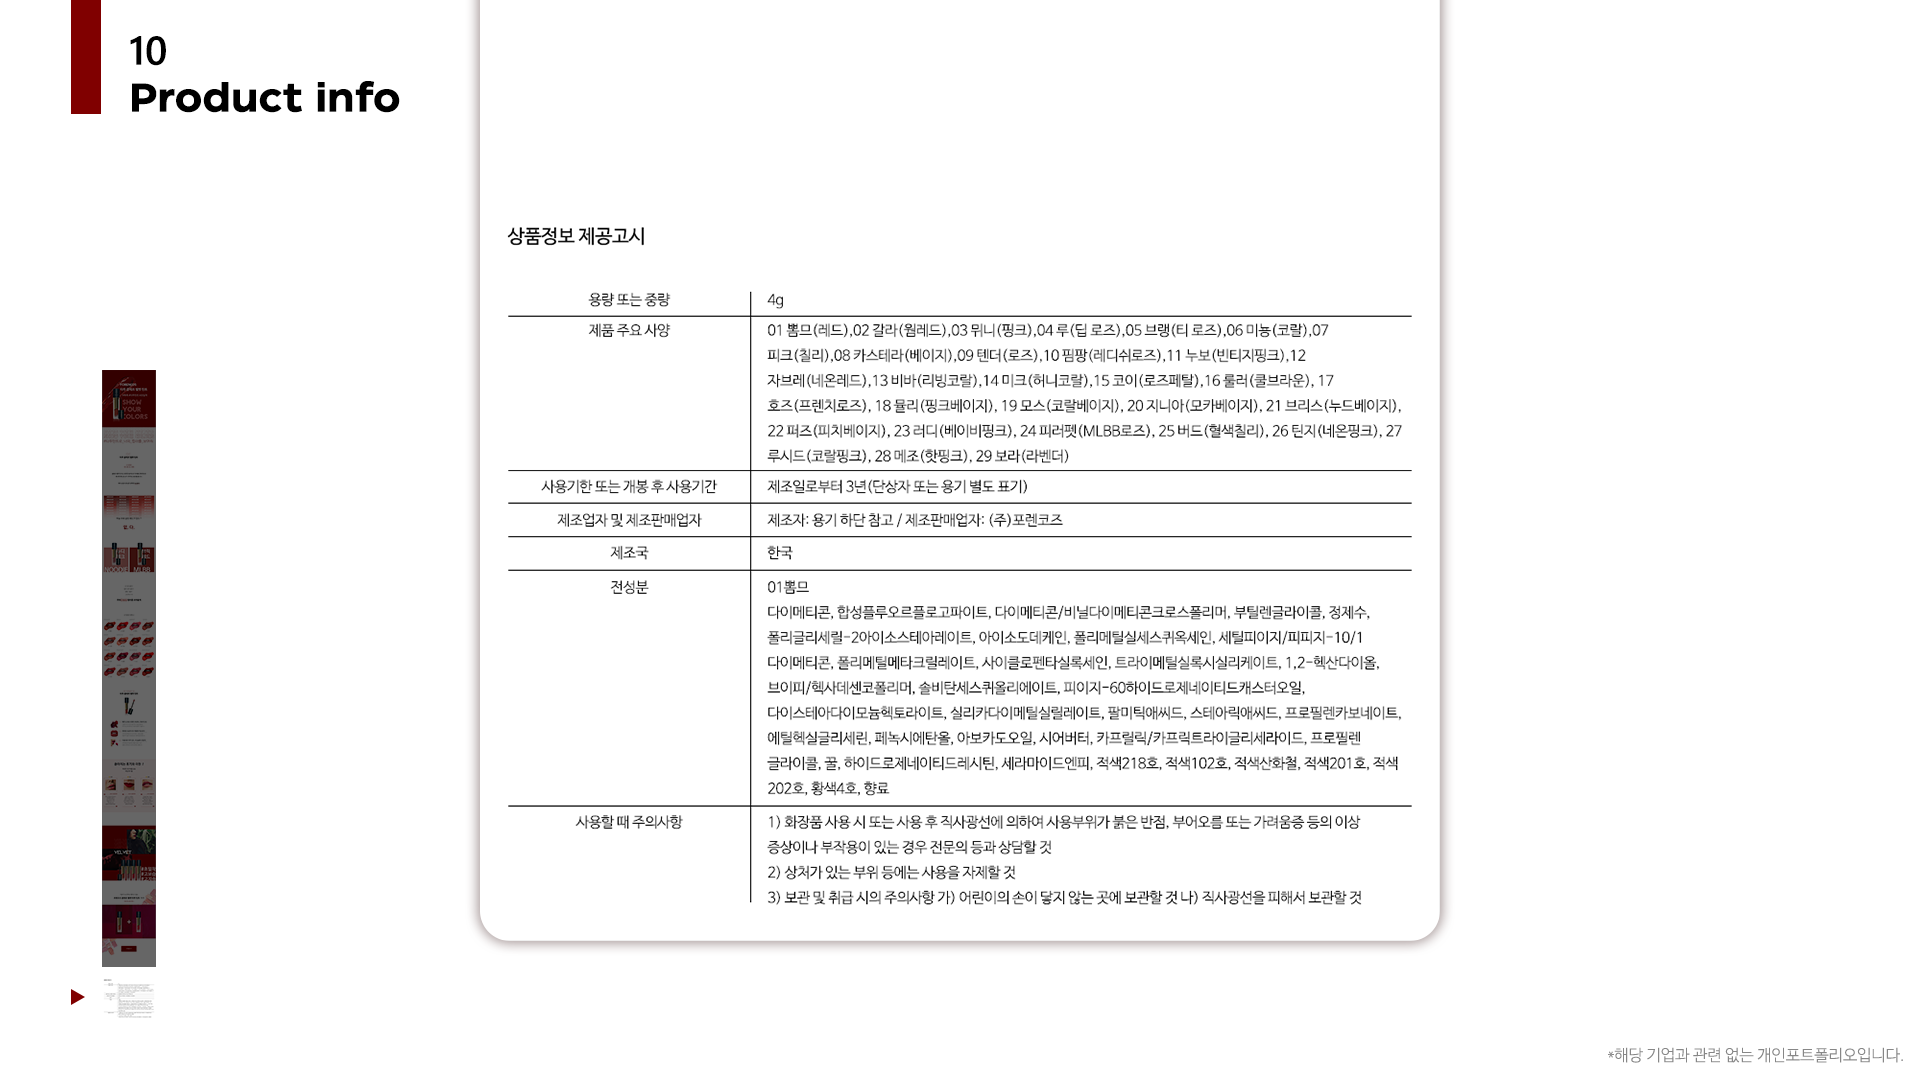 10
Product info
상품정보 제공고시
용량 또는 중량
4g
제품 주요 사양
01 뽐므(레드),02 갈라(웜레드),03 뮈니(핑크),04 루(딥 로즈),05 브랭(티 로즈),06 미뇽(코랄),07
피크(칠리),08 카스테라(베이지),09 텐더(로즈),10 핌팡(레디쉬로즈),11 누보(빈티지핑크),12
자브레(네온레드),13 비바(리빙코랄),14 미크(허니코랄),15 코이(로즈페탈),16 룰러(쿨브라운), 17
호즈(프렌치로즈), 18 뮬리(핑크베이지), 19 모스(코랄베이지), 20 지니아(모카베이지), 21 브리스(누드베이지),
22 퍼즈(피치베이지), 23 러디(베이비핑크), 24 피러펫(MLBB로즈), 25 버드(혈색칠리), 26 틴지(네온핑크), 27
루시드(코랄핑크), 28 메조(핫핑크), 29 보라(라벤더)
사용기한 또는 개봉 후 사용기간
제조일로부터 3년(단상자 또는 용기 별도 표기)
제조업자 및 제조판매업자
제조자: 용기 하단 참고 / 제조판매업자: (주)포렌코즈
제조국
한국
전성분
01뽐므
다이메티콘, 합성플루오르플로고파이트, 다이메티콘/비닐다이메티콘크로스폴리머, 부틸렌글라이콜, 정제수,
폴리글리세릴-2아이소스테아레이트, 아이소도데케인, 폴리메틸실세스퀴옥세인, 세틸피이지/피피지-10/1
다이메티콘, 폴리메틸메타크릴레이트, 사이클로펜타실록세인, 트라이메틸실록시실리케이트, 1,2-헥산다이올,
브이피/헥사데센코폴리머, 솔비탄세스퀴올리에이트, 피이지-60하이드로제네이티드캐스터오일,
다이스테아다이모늄헥토라이트, 실리카다이메틸실릴레이트, 팔미틱애씨드, 스테아릭애씨드, 프로필렌카보네이트,
에틸헥실글리세린, 페녹시에탄올, 아보카도오일, 시어버터, 카프릴릭/카프릭트라이글리세라이드, 프로필렌
글라이콜, 꿀, 하이드로제네이티드레시틴, 세라마이드엔피, 적색218호, 적색102호, 적색산화철, 적색201호, 적색
202호, 황색4호, 향료
사용할 때 주의사항
1) 화장품 사용 시 또는 사용 후 직사광선에 의하여 사용부위가 붉은 반점, 부어오름 또는 가려움증 등의 이상
증상이나 부작용이 있는 경우 전문의 등과 상담할 것
2) 상처가 있는 부위 등에는 사용을 자제할 것
3) 보관 및 취급 시의 주의사항 가) 어린이의 손이 닿지 않는 곳에 보관할 것 나) 직사광선을 피해서 보관할 것
SHOW
YOUR
COLORS
VELVET
MLBB
*해당 기업과 관련 없는 개인포트폴리오입니다.